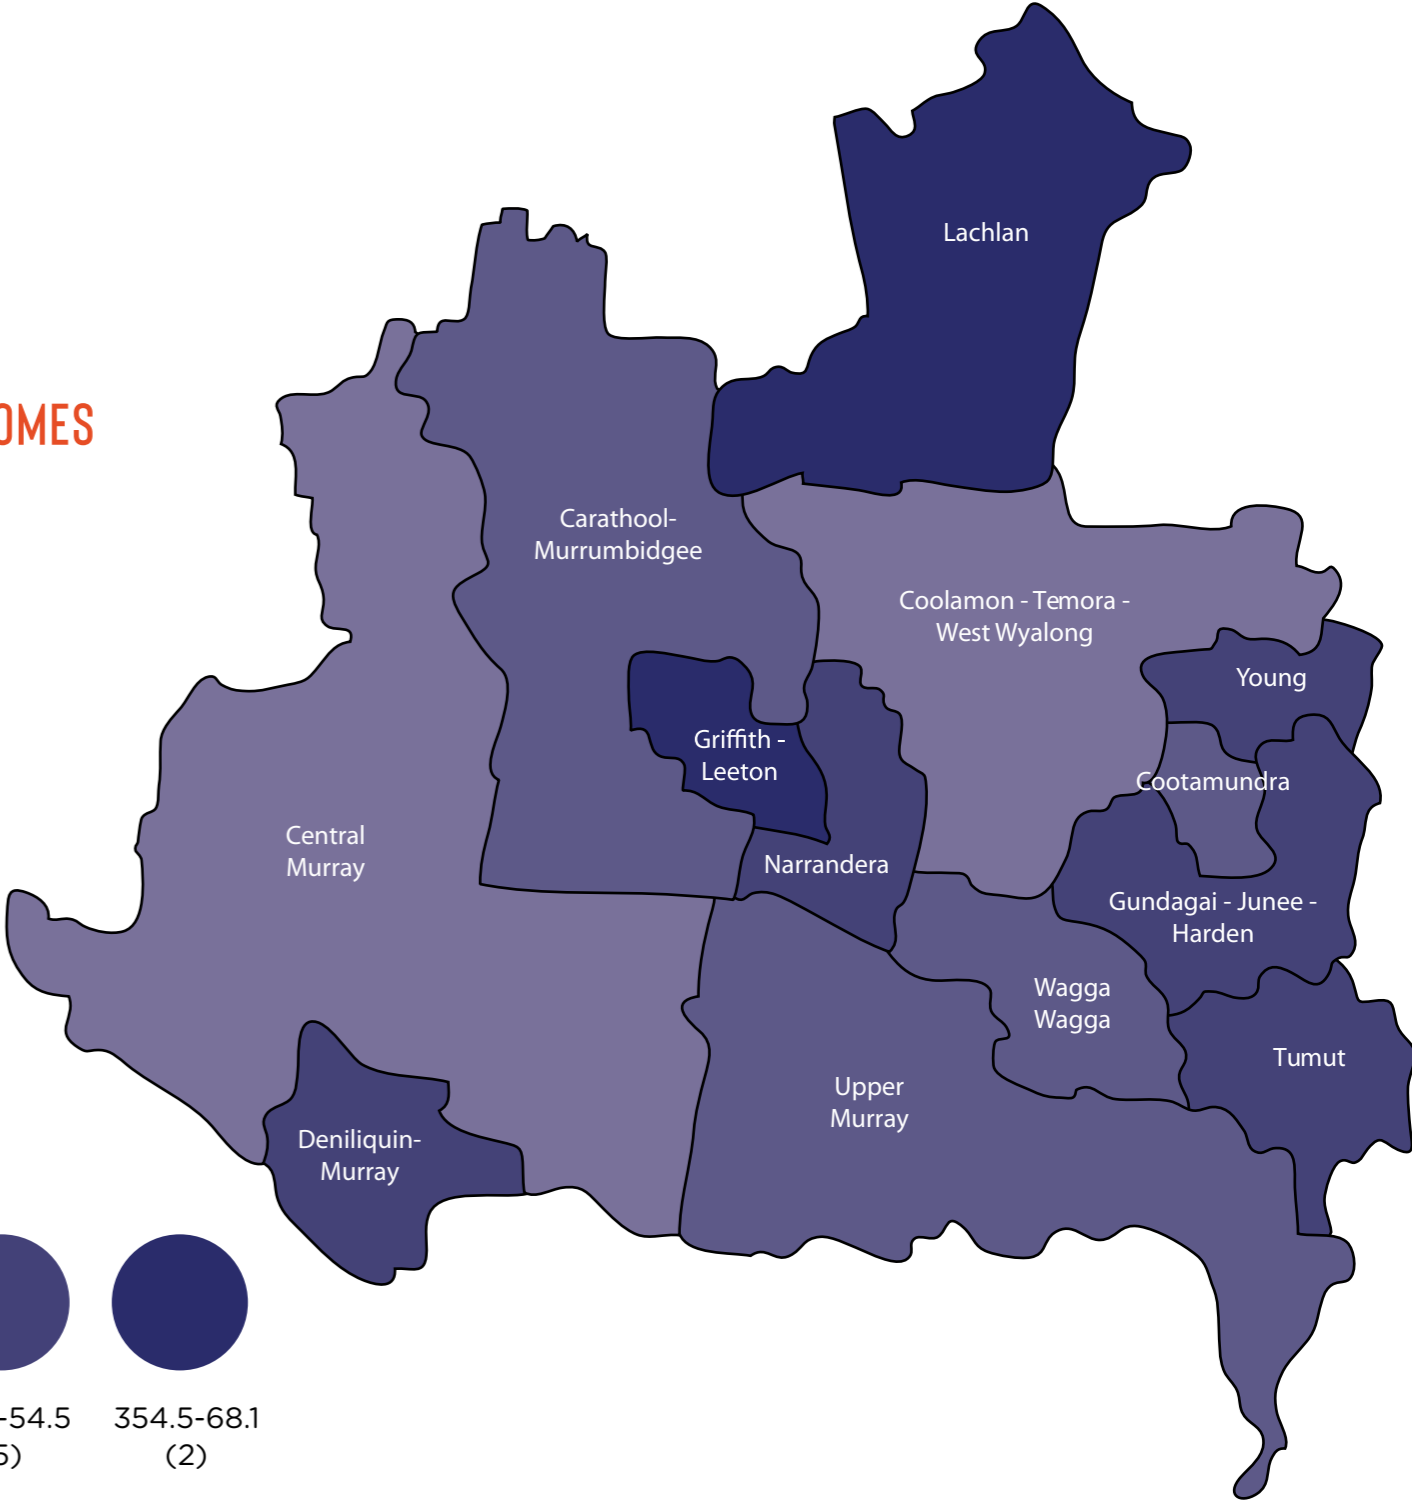 Lachlan
OMES
Carathool-
Murrumbidgee
Coolamon - Temora -
West Wyalong
Young
Griffith -
Leeton
Cootamundra
Central
Murray
Narrandera
Gundagai - Junee -
Harden
Wagga
Wagga
Tumut
Upper
Murray
Deniliquin-
Murray
-54.5
5)
354.5-68.1
(2)